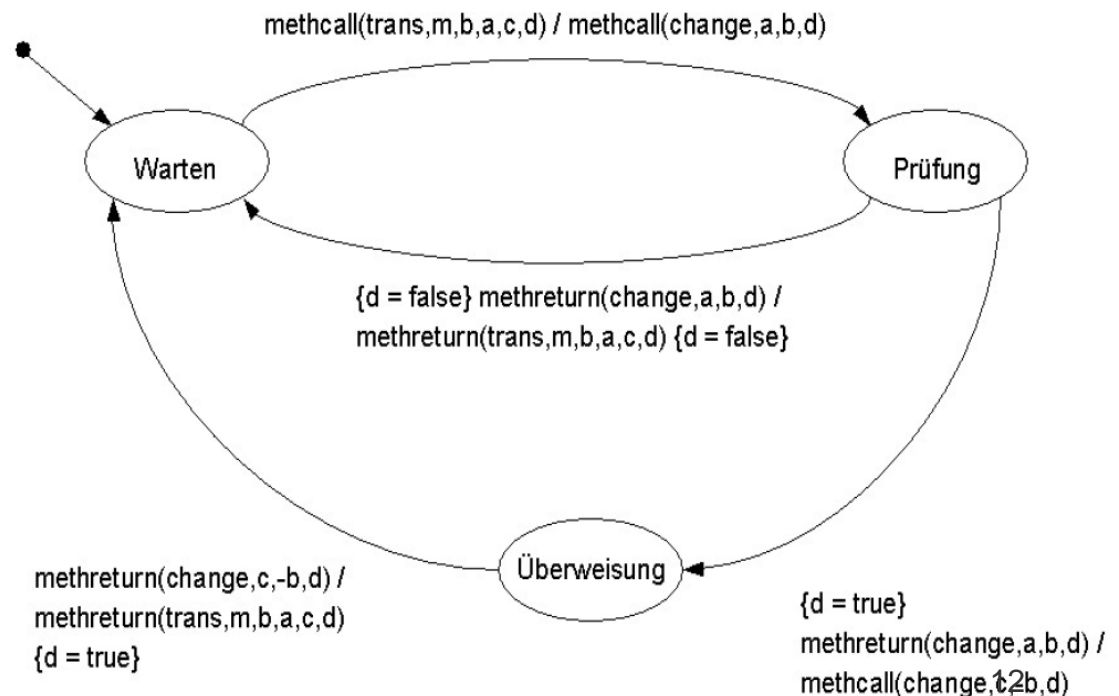 methcall(trans,m,b,a,c,d) / methcall(change,a,b,d)
Warten
Prüfung
{d = false} methreturn(change,a,b,d) /
methreturn(trans,m,b,a,c,d) {d = false}
Überweisung
methreturn(change,c,-b,d) /
methreturn(trans,m,b,a,c,d)
{d = true}
{d = true}
methreturn(change,a,b,d) /
12